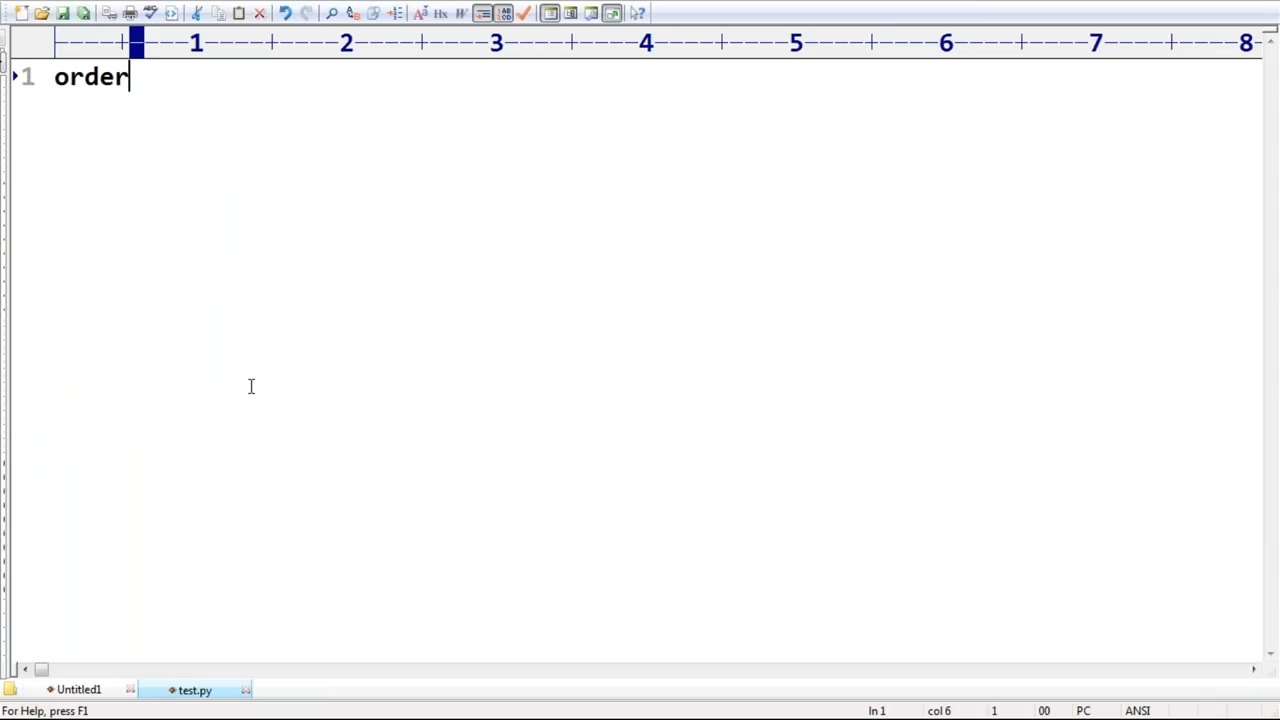 1 2 3 4 5 6 7 8
1 order
Untitled1 test.py
For Help, press F1 ln 1 col 6 1 00 PC ANSI